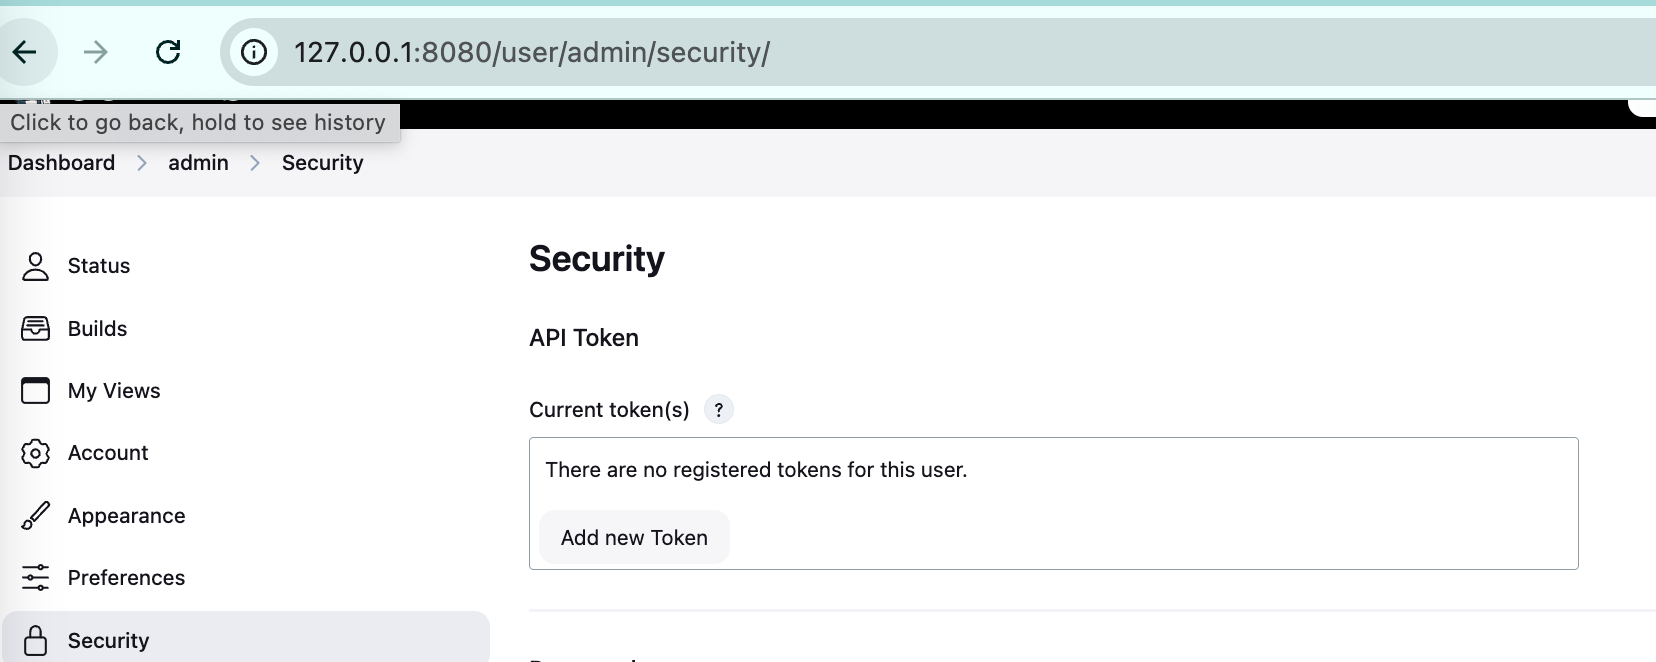 127.0.0.1:8080/user/admin/security/
Click to go back, hold to see history
Dashboard > admin > Security
Status
Builds
My Views
Account
Appearance
Preferences
Security
Security
API Token
Current token(s) ?
There are no registered tokens for this user.
Add new Token